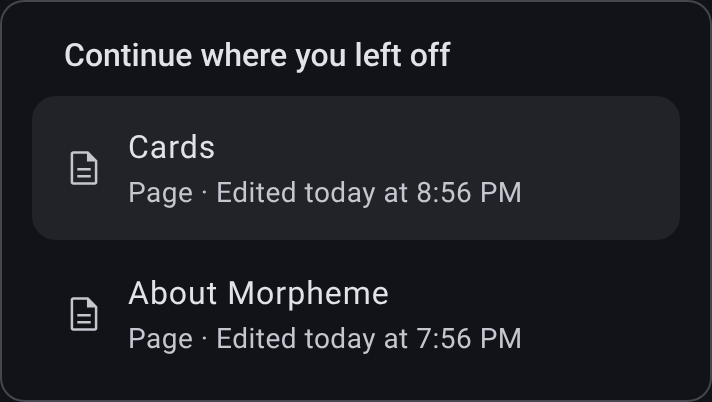 Continue where you left off
Cards
Page · Edited today at 8:56 PM
About Morpheme
Page · Edited today at 7:56 PM